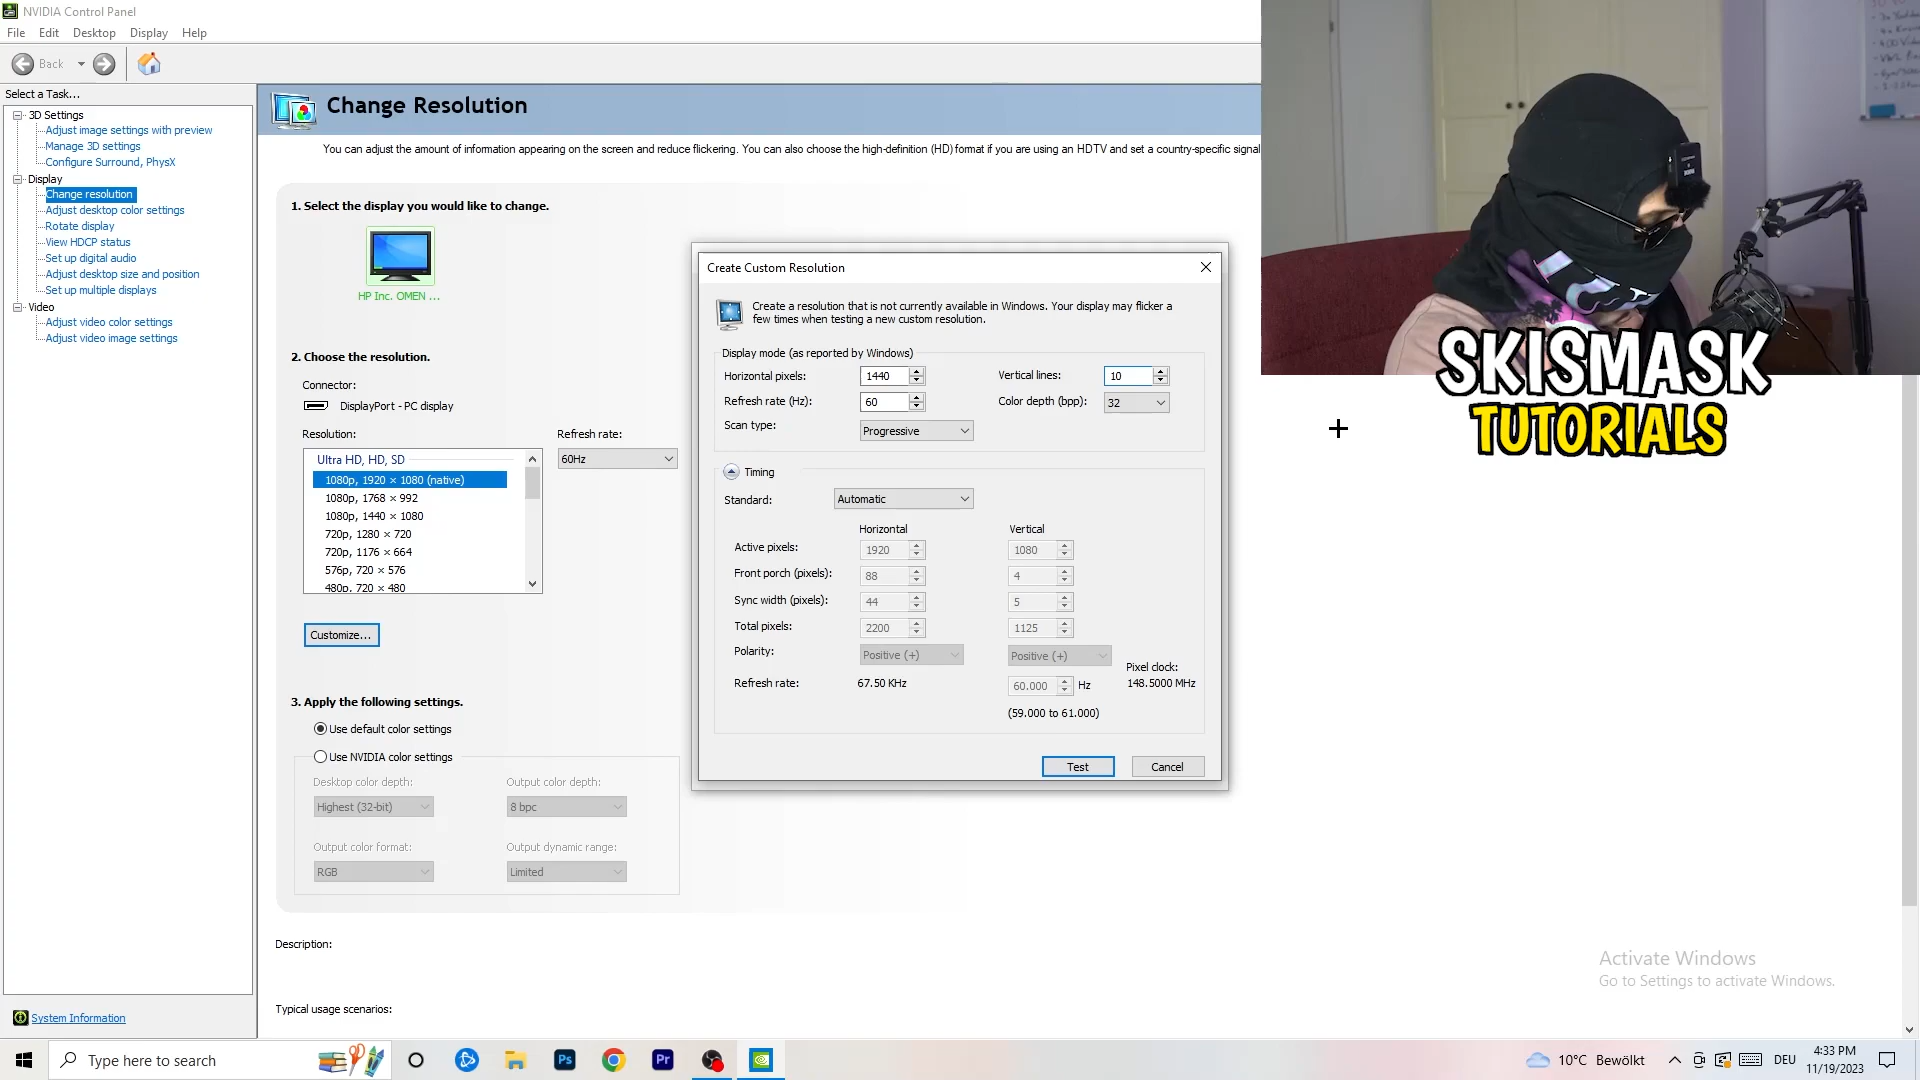 NVIDIA Control Panel
File Edit Desktop Display Help
Back
Select a Task...
3D Settings
Adjust image settings with preview
Manage 3D settings
Configure Surround, PhysX
Display
Change resolution
Adjust desktop color settings
Rotate display
View HDCP status
Set up digital audio
Adjust desktop size and position
Set up multiple displays
Video
Adjust video color settings
Adjust video image settings
System Information
Change Resolution
You can adjust the amount of information appearing on the screen and reduce flickering. You can also choose the high-definition (HD) format if you are using an HDTV and set a country-specific signal
1. Select the display you would like to change.
HP Inc. OMEN ...
2. Choose the resolution.
Connector:
DisplayPort - PC display
Resolution:
Refresh rate:
60Hz
Ultra HD, HD, SD
1080p, 1920 × 1080 (native)
1080p, 1768 × 992
1080p, 1440 × 1080
720p, 1280 × 720
720p, 1176 × 664
576p, 720 × 576
480p, 720 × 480
Customize...
3. Apply the following settings.
Use default color settings
Use NVIDIA color settings
Desktop color depth:
Output color depth:
Highest (32-bit)
8 bpc
Output color format:
Output dynamic range:
RGB
Limited
Description:
Typical usage scenarios:
Create Custom Resolution
Create a resolution that is not currently available in Windows. Your display may flicker a
few times when testing a new custom resolution.
Display mode (as reported by Windows)
Horizontal pixels: 1440 Vertical lines: 10
Refresh rate (Hz): 60 Color depth (bpp): 32
Scan type: Progressive
Timing
Standard: Automatic
Horizontal Vertical
Active pixels: 1920 1080
Front porch (pixels): 88 4
Sync width (pixels): 44 5
Total pixels: 2200 1125
Polarity: Positive (+) Positive (+)
Pixel clock:
Refresh rate: 67.50 KHz 60.000 Hz 148.5000 MHz
(59.000 to 61.000)
Test Cancel
SKISMASK
TUTORIALS
Activate Windows
Go to Settings to activate Windows.
Type here to search
Ps
Pr
10°C Bewölkt
DEU
4:33 PM
11/19/2023